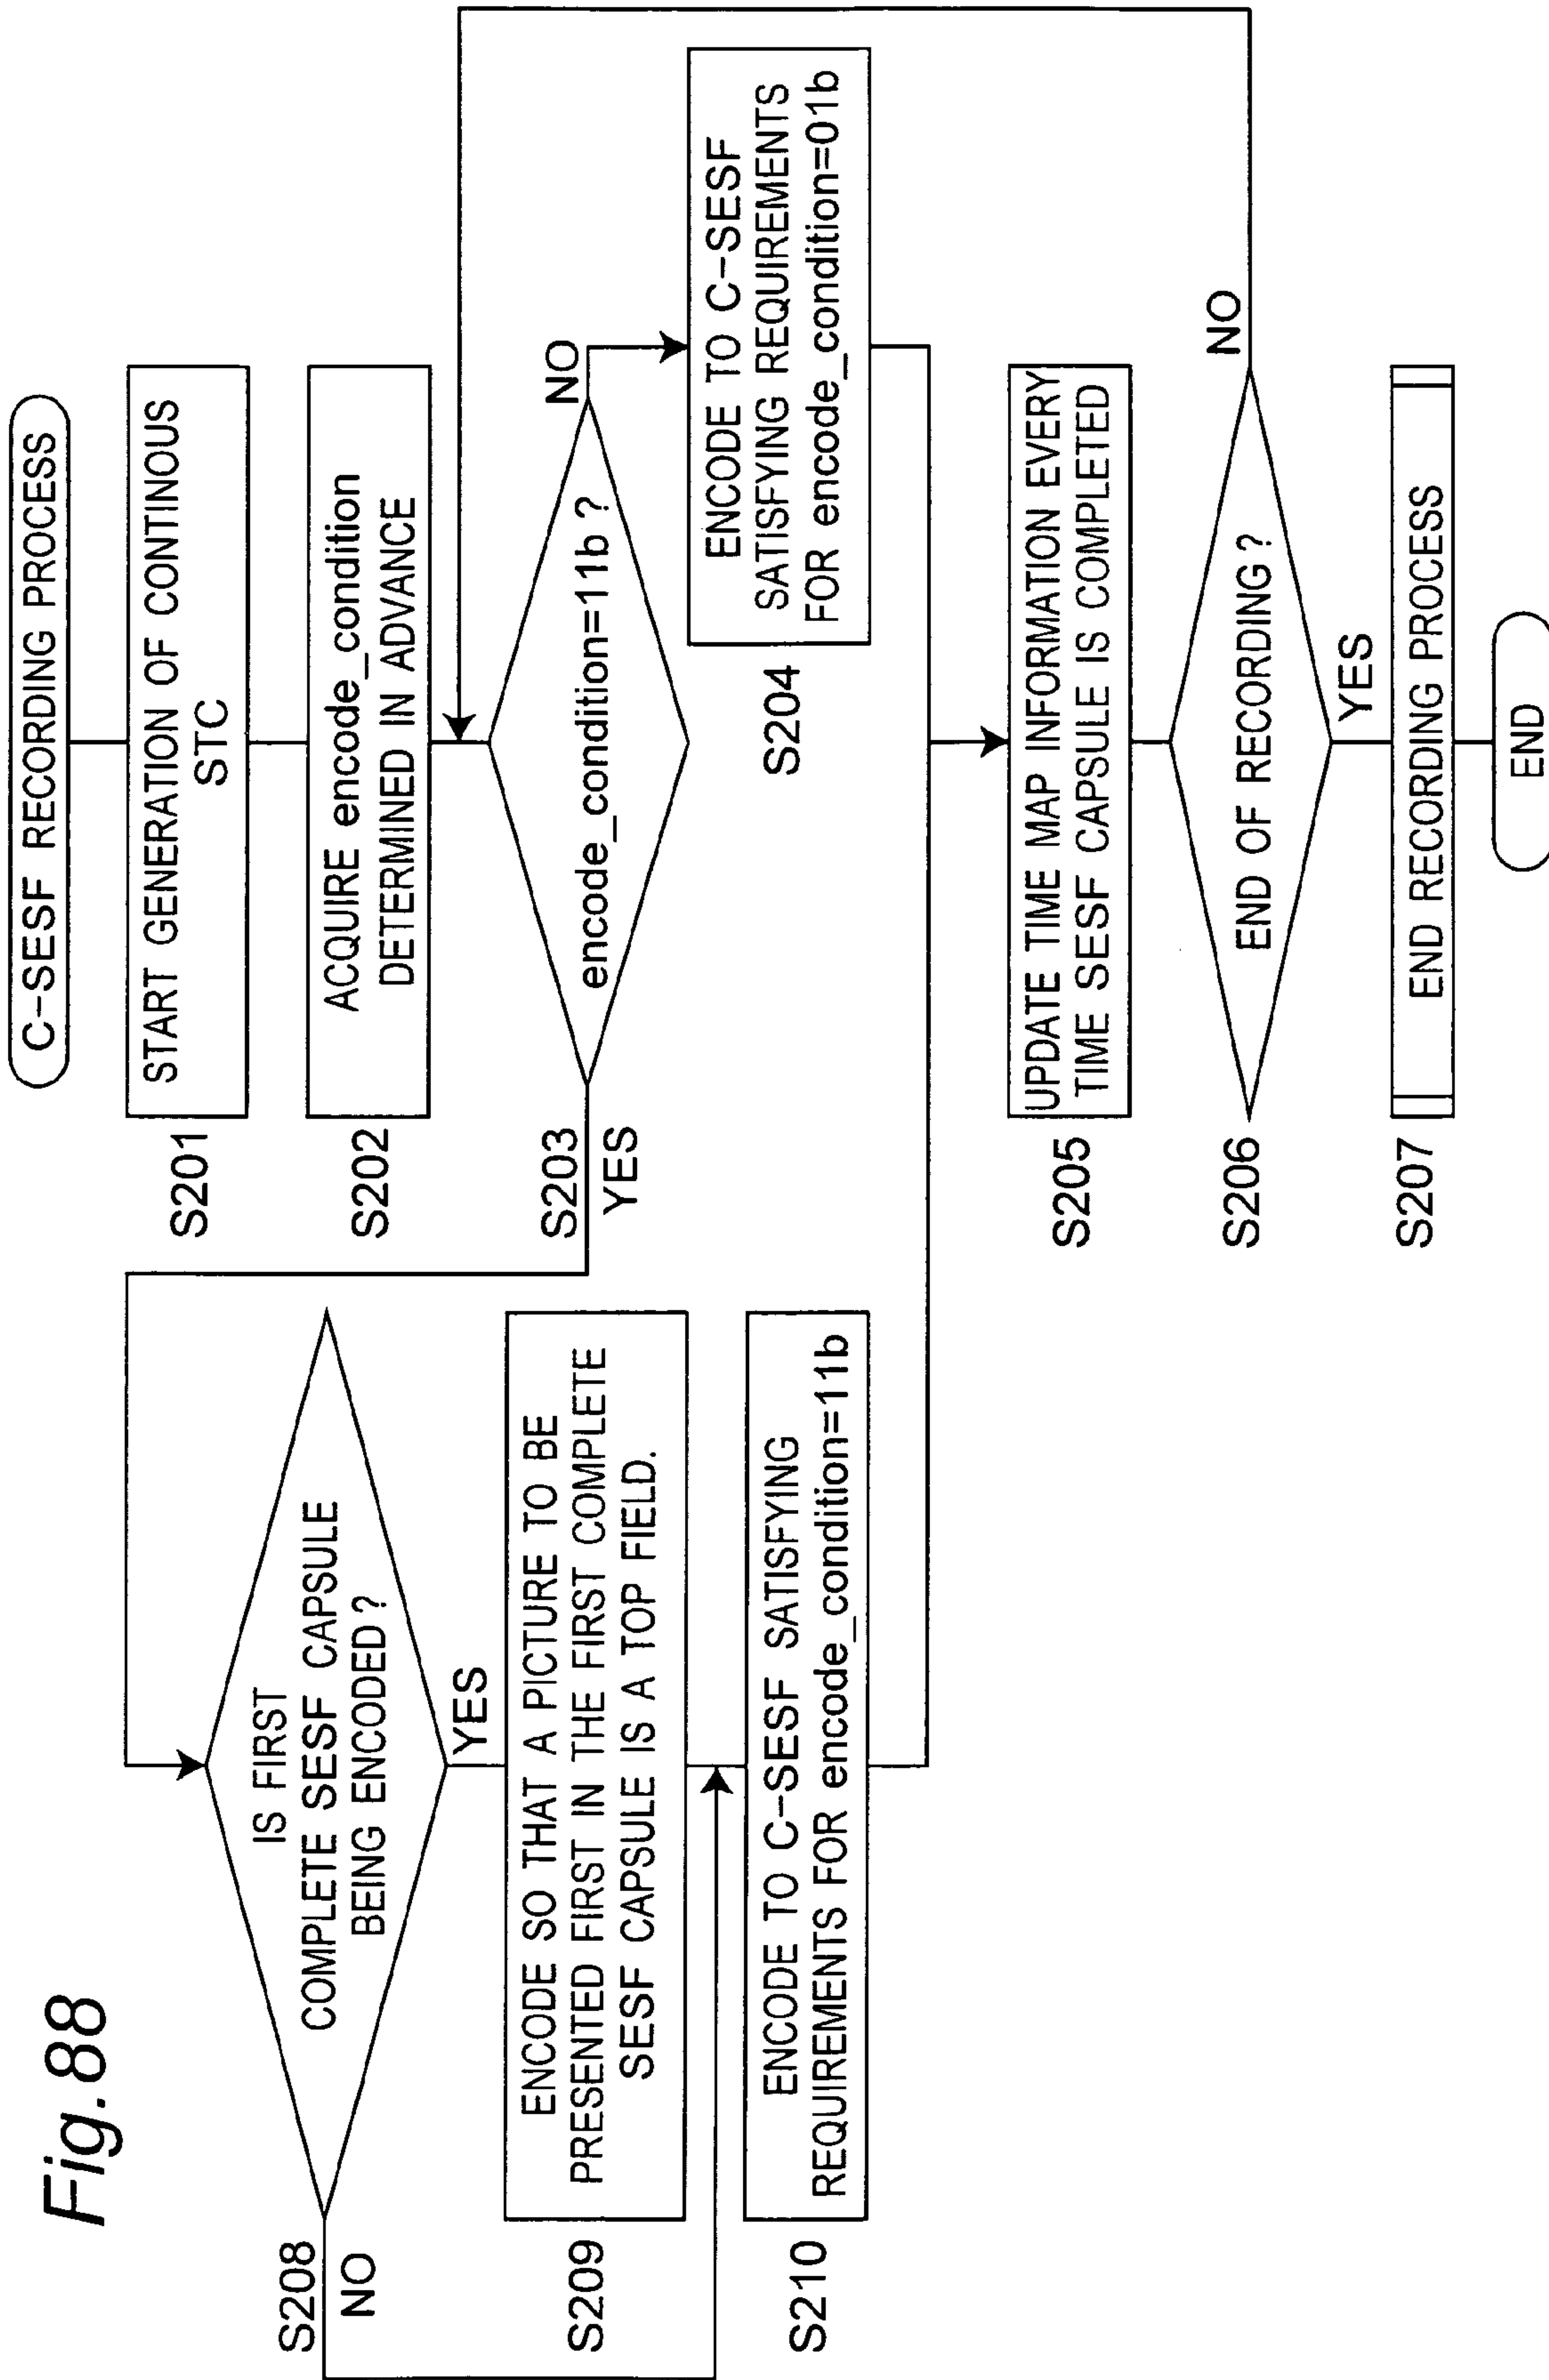 Fig.88
C-SESF RECORDING PROCESS
S201
START GENERATION OF CONTINOUS
STC
S202
ACQUIRE encode_condition
DETERMINED IN ADVANCE
S203
encode_condition=11b ?
YES
NO
S204
ENCODE TO C-SESF
SATISFYING REQUIREMENTS
FOR encode_condition=01b
S208
IS FIRST
COMPLETE SESF CAPSULE
BEING ENCODED?
NO
YES
S209
ENCODE SO THAT A PICTURE TO BE
PRESENTED FIRST IN THE FIRST COMPLETE
SESF CAPSULE IS A TOP FIELD.
S210
ENCODE TO C-SESF SATISFYING
REQUIREMENTS FOR encode_condition=11b
S205
UPDATE TIME MAP INFORMATION EVERY
TIME SESF CAPSULE IS COMPLETED
S206
END OF RECORDING?
NO
YES
S207
END RECORDING PROCESS
END